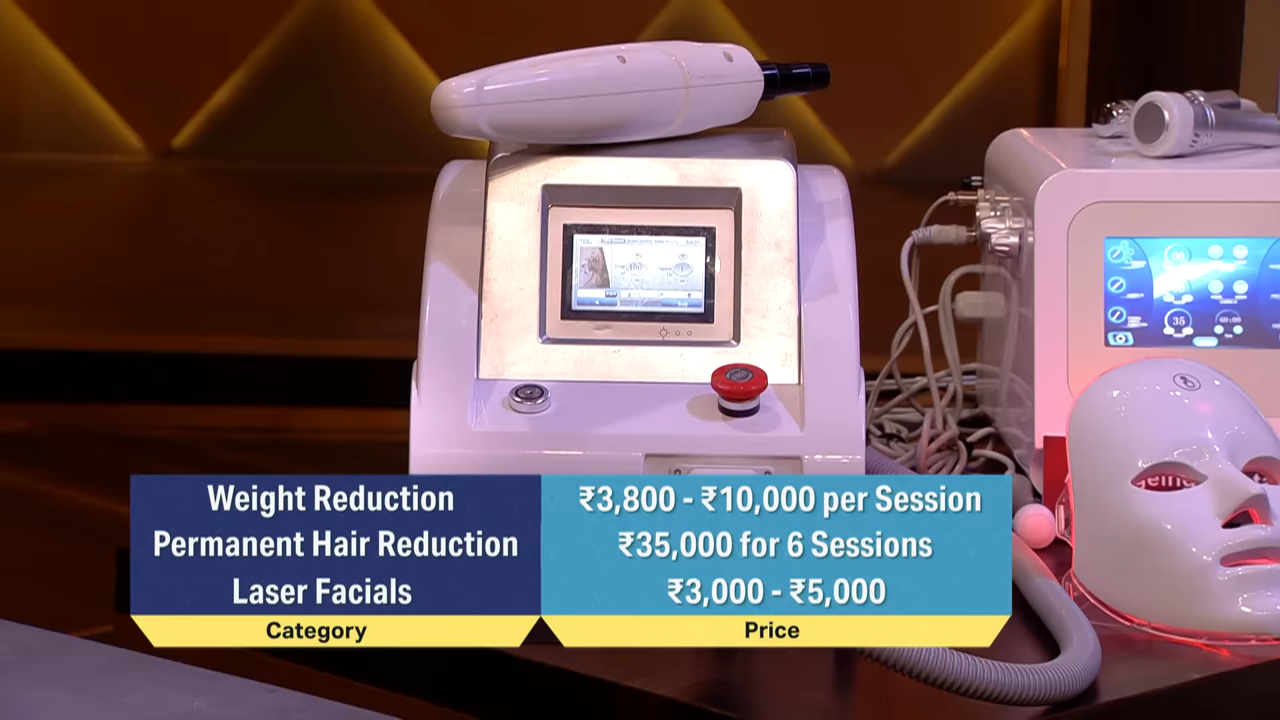 Weight Reduction ₹3,800 - ₹10,000 per Session
Permanent Hair Reduction ₹35,000 for 6 Sessions
Laser Facials ₹3,000 - ₹5,000
Category Price
35